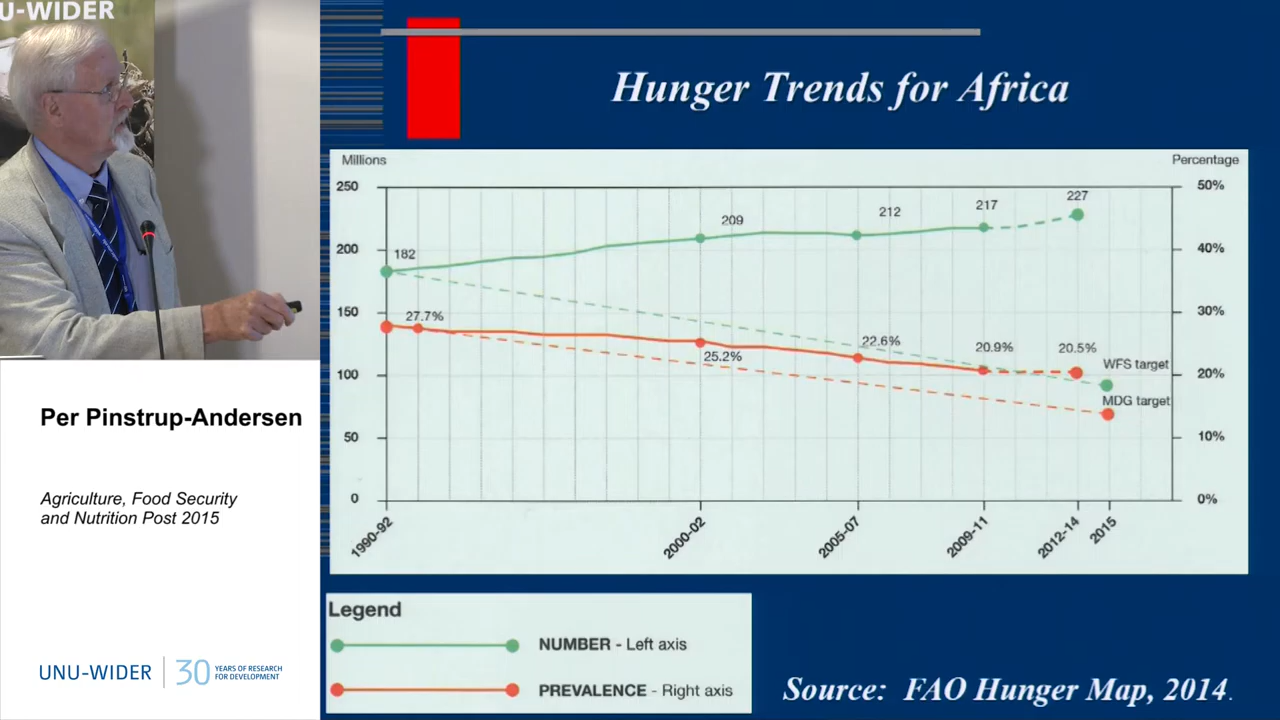 U-WIDER
Per Pinstrup-Andersen
Agriculture, Food Security
and Nutrition Post 2015
UNU-WIDER
30 YEARS OF RESEARCH
FOR DEVELOPMENT
Hunger Trends for Africa
Millions
Percentage
250
200
150
100
50
0
50%
40%
30%
20%
10%
0%
182
209
212
217
227
27.7%
25.2%
22.6%
20.9%
20.5%
WFS target
MDG target
1990-92
2000-02
2005-07
2009-11
2012-14
2015
Legend
NUMBER - Left axis
PREVALENCE - Right axis
Source: FAO Hunger Map, 2014.